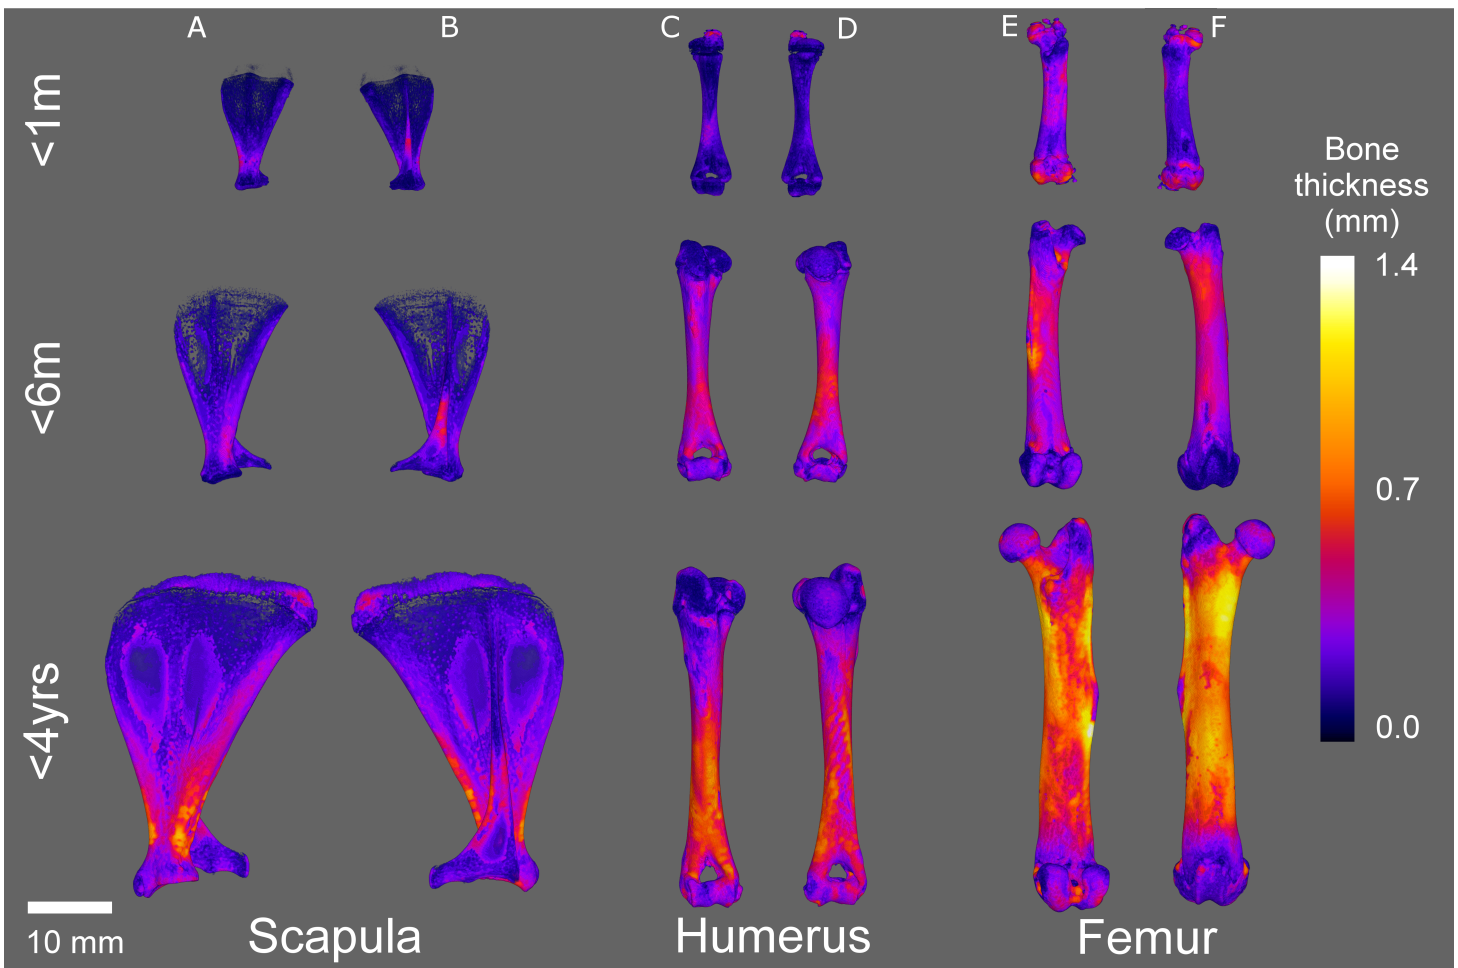 A B C D E F
<1m
<6m
<4yrs
Bone
thickness
(mm)
1.4
0.7
0.0
10 mm
Scapula
Humerus
Femur